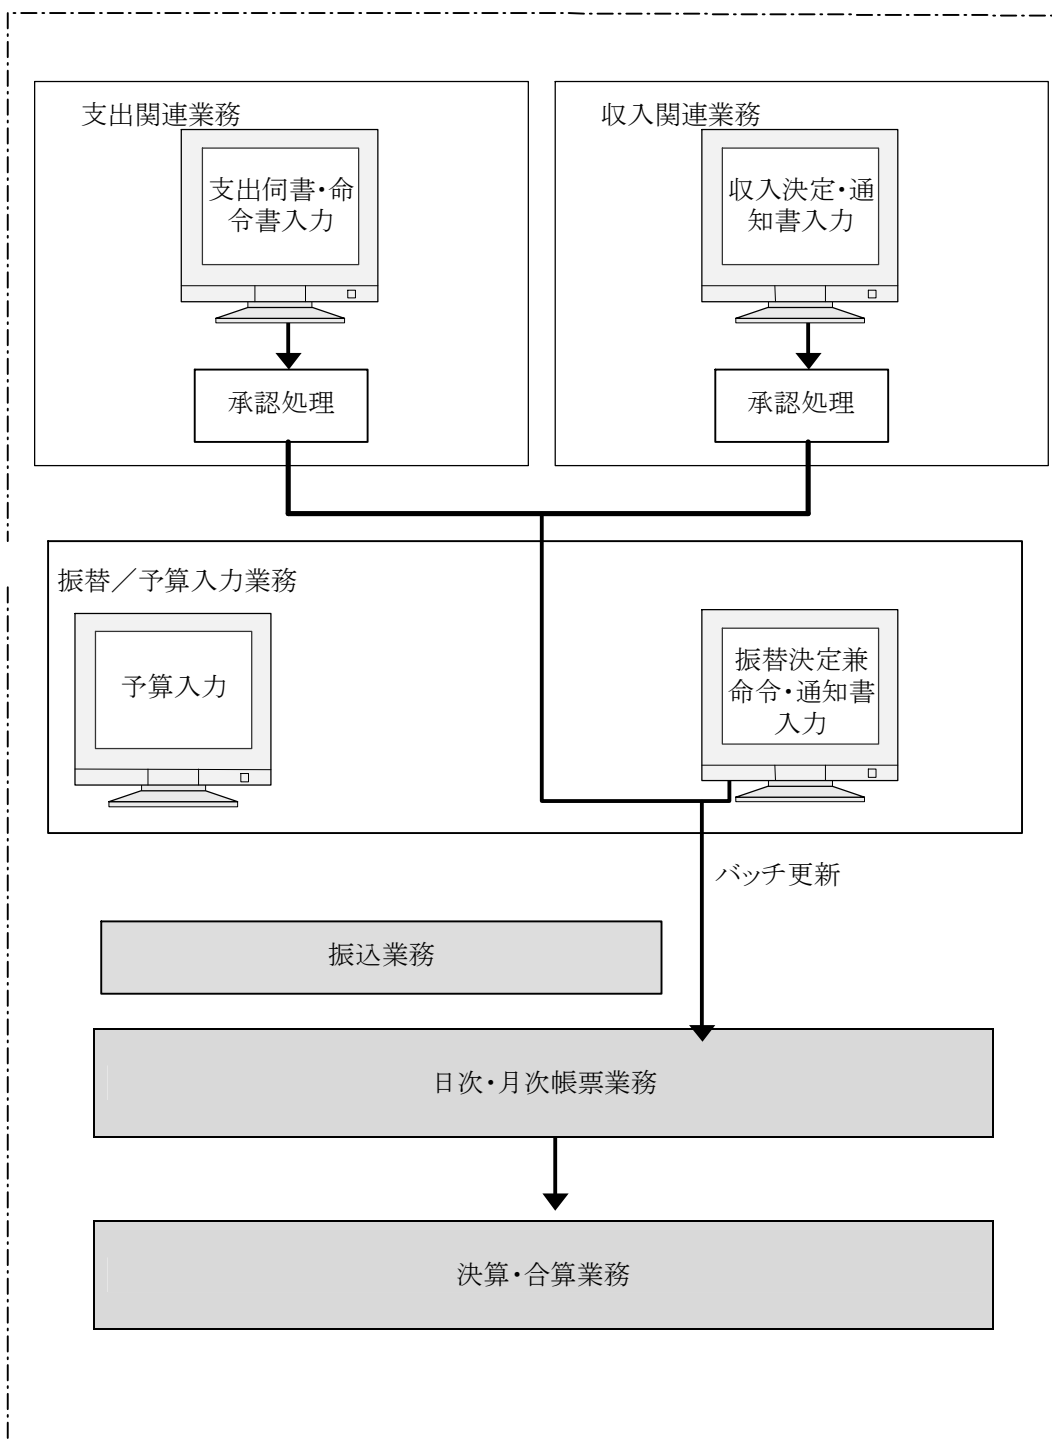 支出関連業務
収入関連業務
支出伺書・命
令書入力
収入決定・通
知書入力
承認処理
承認処理
振替／予算入力業務
予算入力
振替決定兼
命令・通知書
入力
バッチ更新
振込業務
日次・月次帳票業務
決算・合算業務